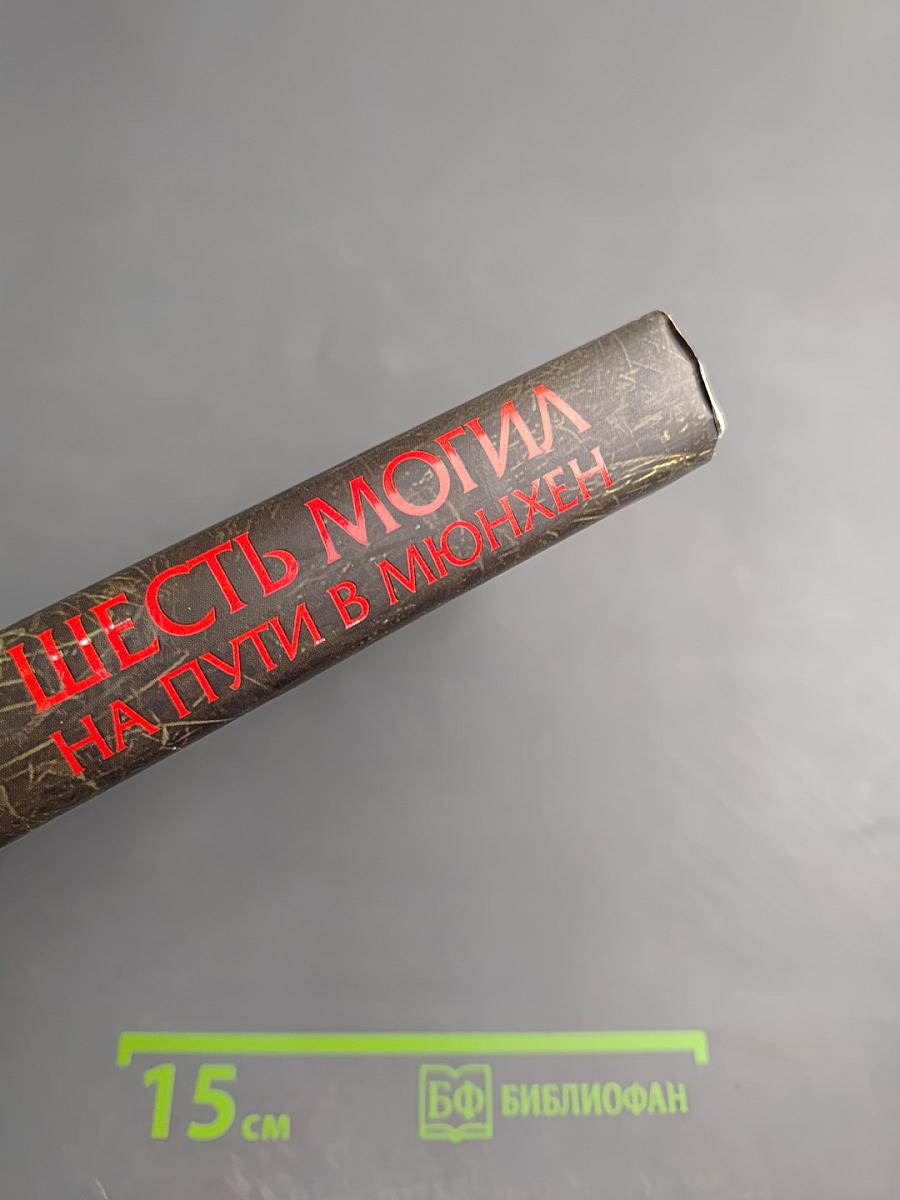 ШЕСТЬ МОГИЛ
НА ПУТИ В МЮНХЕН
15 см
БФ БИБЛИОФАН